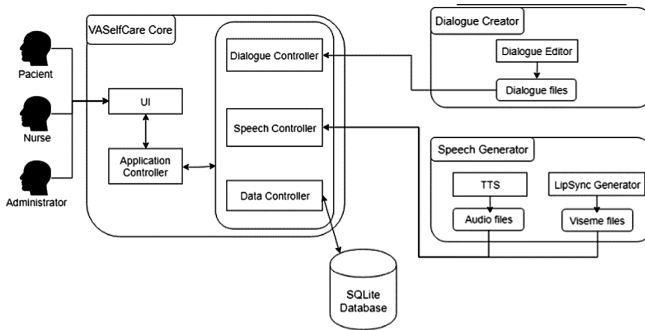 VASelfCare Core
Dialogue Creator
Dialogue Controller
Dialogue Editor
Pacient
Dialogue files
UI
Nurse
Speech Controller
Speech Generator
Application
Controller
TTS
LipSync Generator
Administrator
Data Controller
Audio files
Viseme files
SQLite
Database